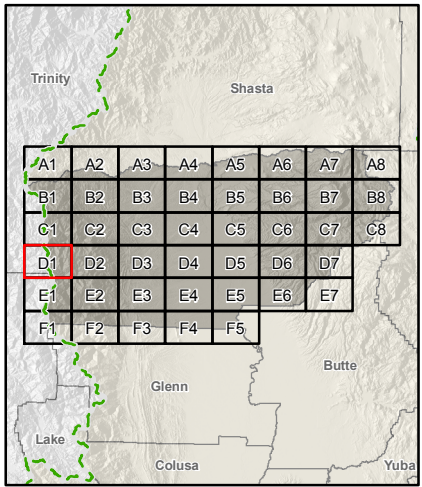 Trinity
Shasta
A1 A2 A3 A4 A5 A6 A7 A8
B1 B2 B3 B4 B5 B6 B7 B8
C1 C2 C3 C4 C5 C6 C7 C8
D1 D2 D3 D4 D5 D6 D7
E1 E2 E3 E4 E5 E6 E7
F1 F2 F3 F4 F5
Butte
Glenn
Lake
Colusa
Yuba